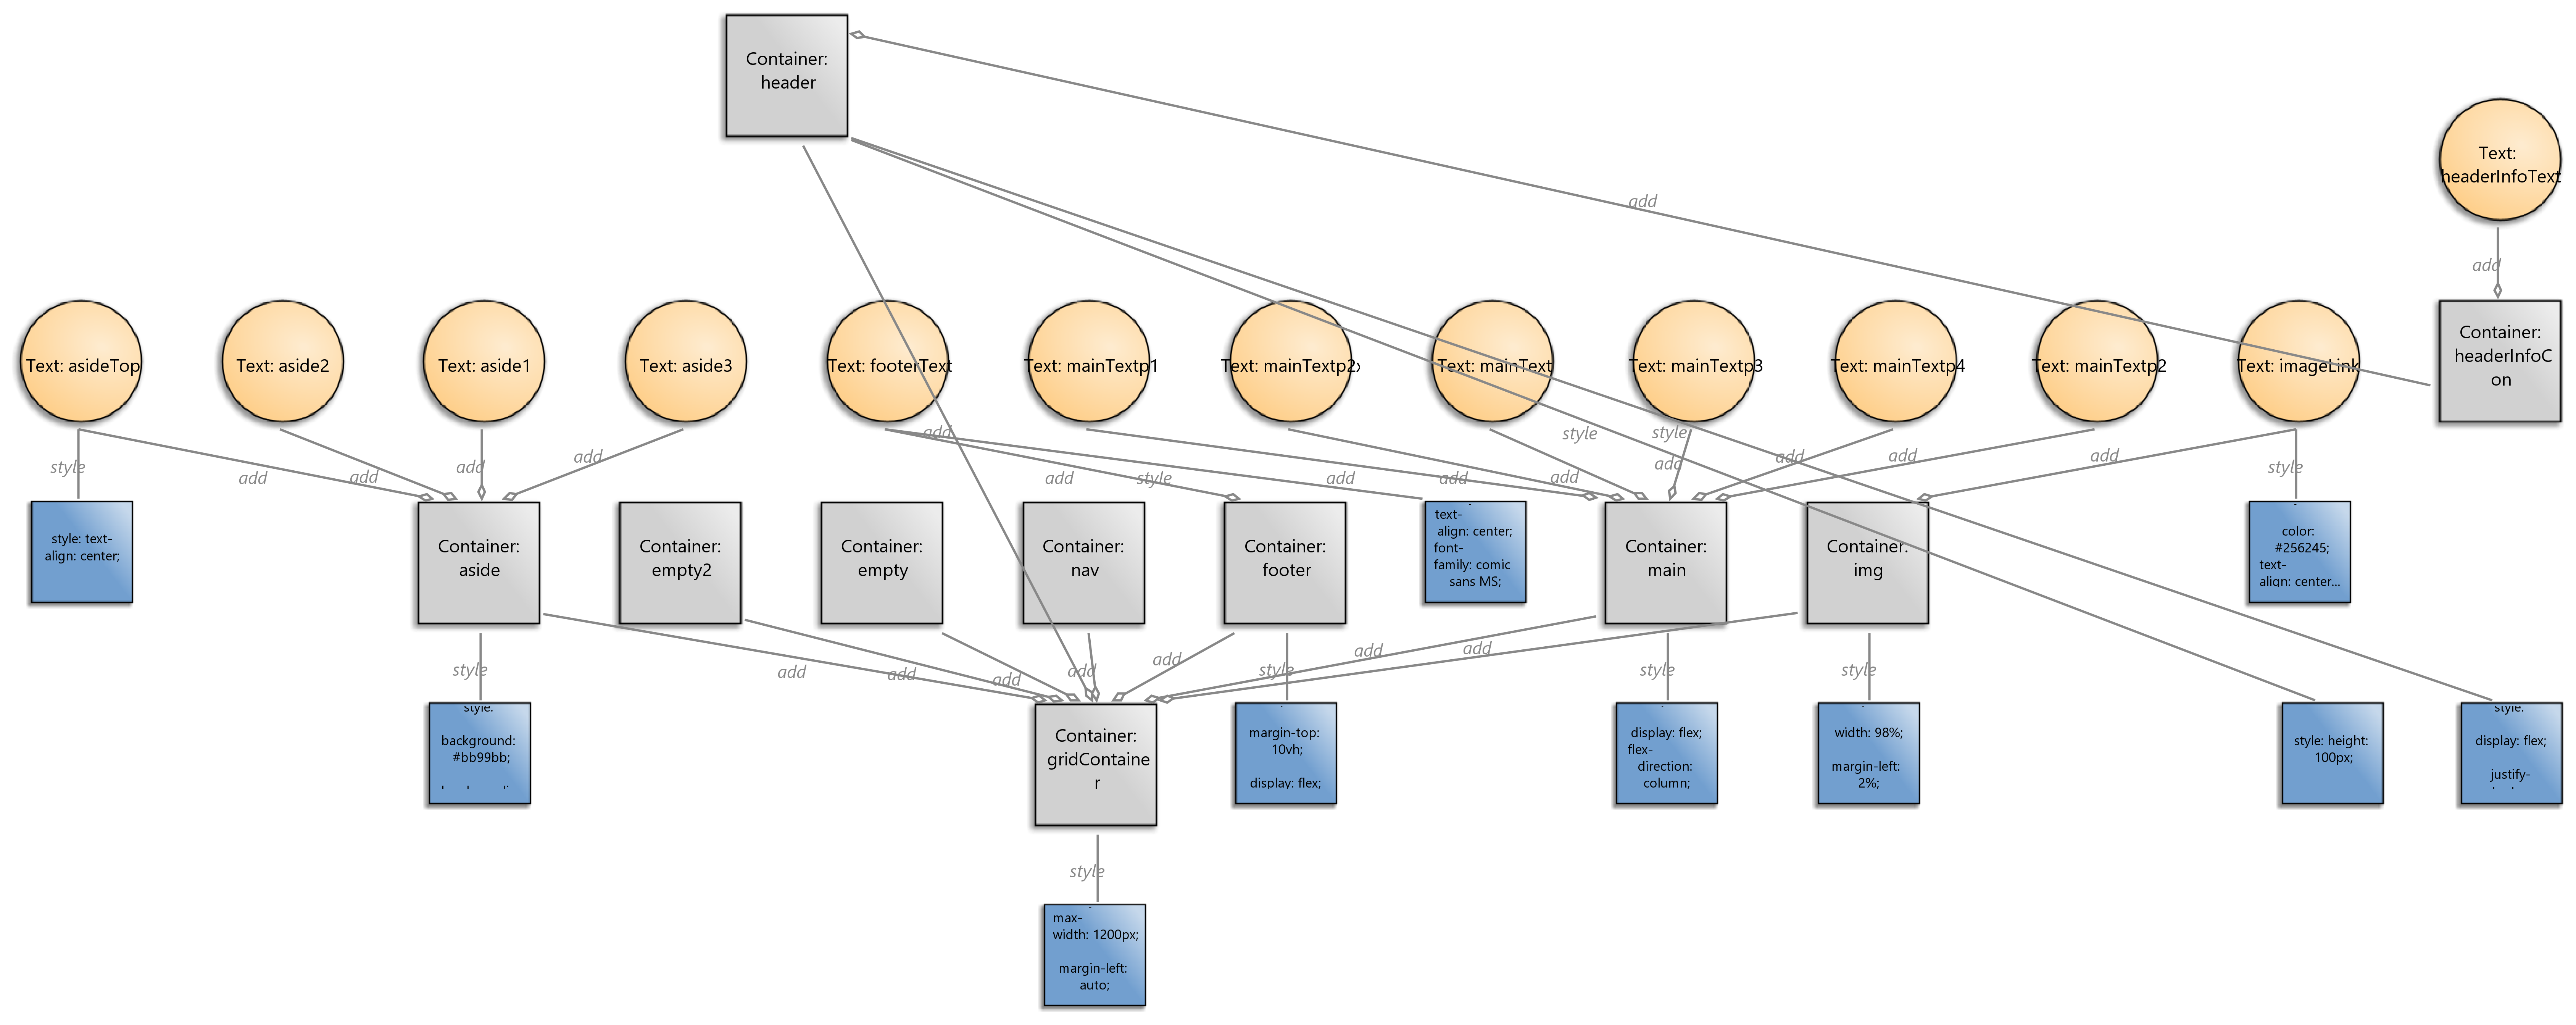 Container:
header
add
Text:
headerInfoText
add
Container:
headerInfoC
on
Text: asideTop
Text: aside2
Text: aside1
Text: aside3
Text: footerText
Text: mainTextp1
Text: mainTextp2
Text: mainText
Text: mainTextp3
Text: mainTextp4
Text: mainTextp2
Text: imageLink
add
style
style
style
add
add
add
add
add
style
add
add
add
add
add
add
add
style
style: text-
align: center;
Container:
aside
Container:
empty2
Container:
empty
Container:
nav
Container:
footer
text-
align: center;
font-
family: comic
sans MS;
Container:
main
Container:
img
color:
#256245;
text-
align: center...
style
add
add
add
add
add
style
add
style
add
style
style:
background:
#bb99bb;
Container:
gridContaine
r
margin-top:
10vh;
display: flex;
display: flex;
flex-
direction:
column;
width: 98%;
margin-left:
2%;
style: height:
100px;
style:
display: flex;
justify-
style
max-
width: 1200px;
margin-left:
auto;